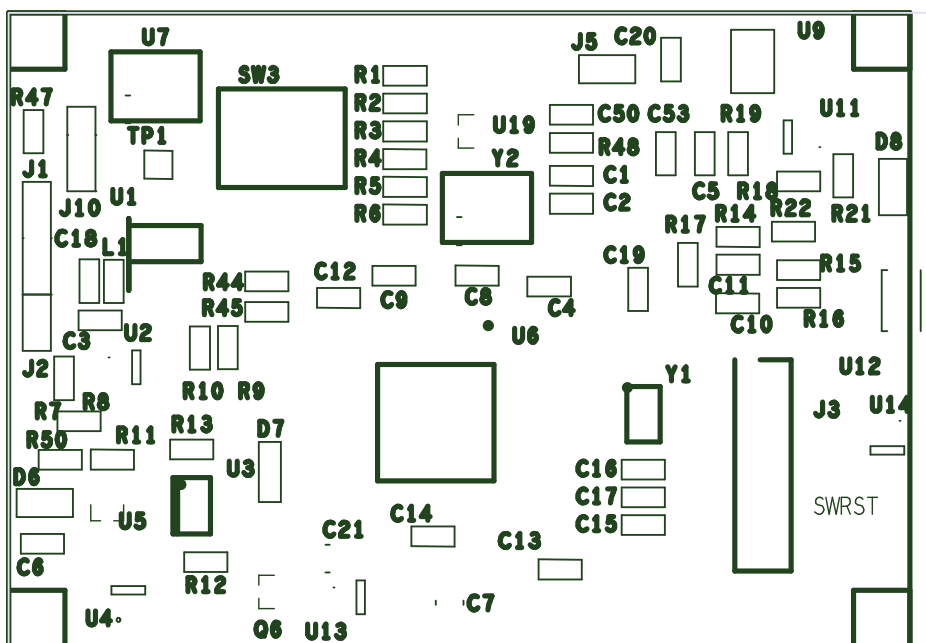 U7
J5
C20
U9
SW3
R1
R47
R2
C50
C53
R19
U11
TP1
R3
U19
R48
D8
J1
R4
Y2
C1
R5
C5
R18
U1
C2
J10
R6
R22
R14
R21
R17
C18
L1
C19
R15
R44
C12
C11
C9
C8
R45
C4
R16
C10
U2
U6
C3
J2
U12
Y1
R10
R9
R8
R7
J3
U14
R13
D7
R11
R50
U3
C16
D6
C17
SWRST
C14
U5
C15
C21
C13
C6
R12
C7
U4
Q6
U13